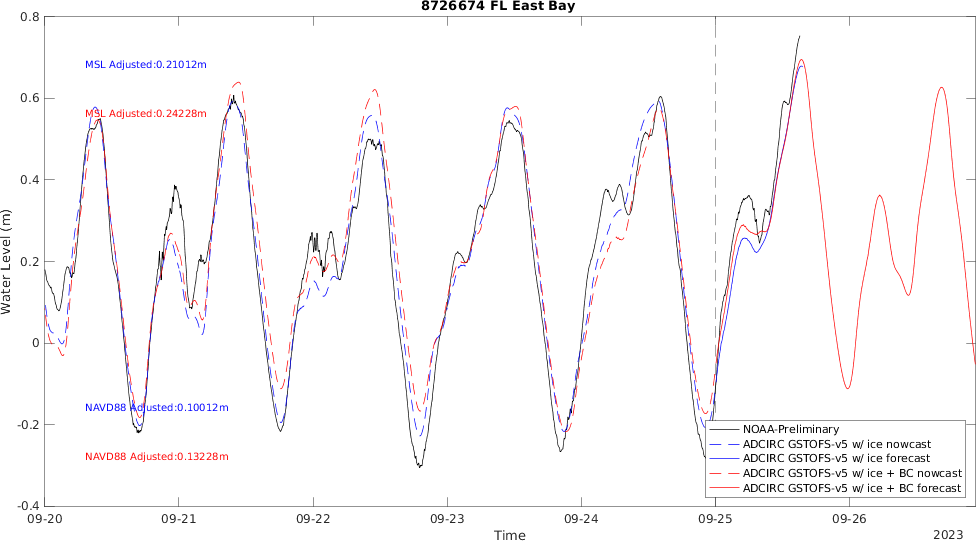 8726674 FL East Bay
0.8
0.6
0.4
0.2
0
-0.2
-0.4
Water Level (m)
MSL Adjusted:0.21012m
MSL Adjusted:0.24228m
NAVD88 Adjusted:0.10012m
NAVD88 Adjusted:0.13228m
NOAA-Preliminary
ADCIRC GSTOFS-v5 w/ ice nowcast
ADCIRC GSTOFS-v5 w/ ice forecast
ADCIRC GSTOFS-v5 w/ ice + BC nowcast
ADCIRC GSTOFS-v5 w/ ice + BC forecast
09-20 09-21 09-22 09-23 09-24 09-25 09-26
Time
2023